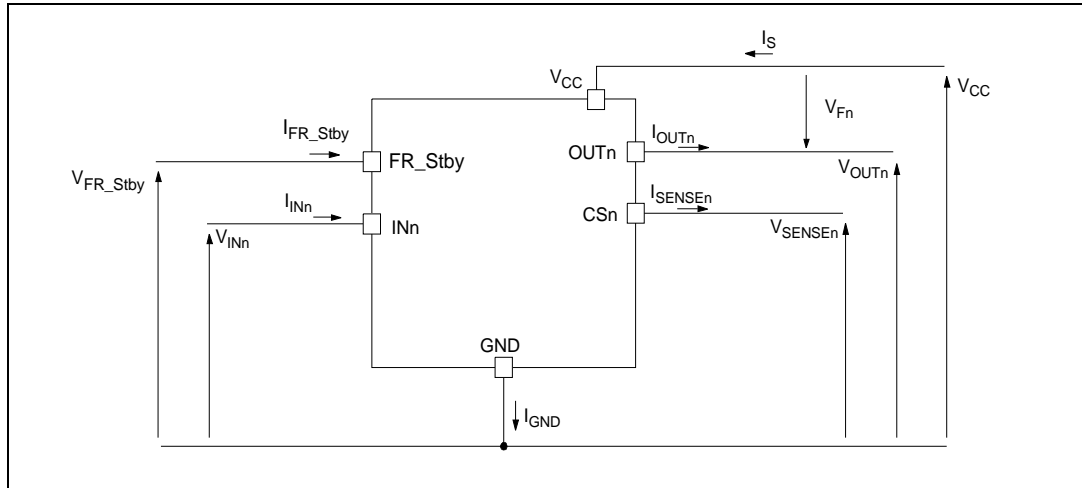 I_S
V_CC
V_CC
V_Fn
I_FR_Stby
I_OUTn
FR_Stby
OUTn
V_FR_Stby
V_OUTn
I_INn
I_SENSEn
INn
CSn
V_INn
V_SENSEn
GND
I_GND